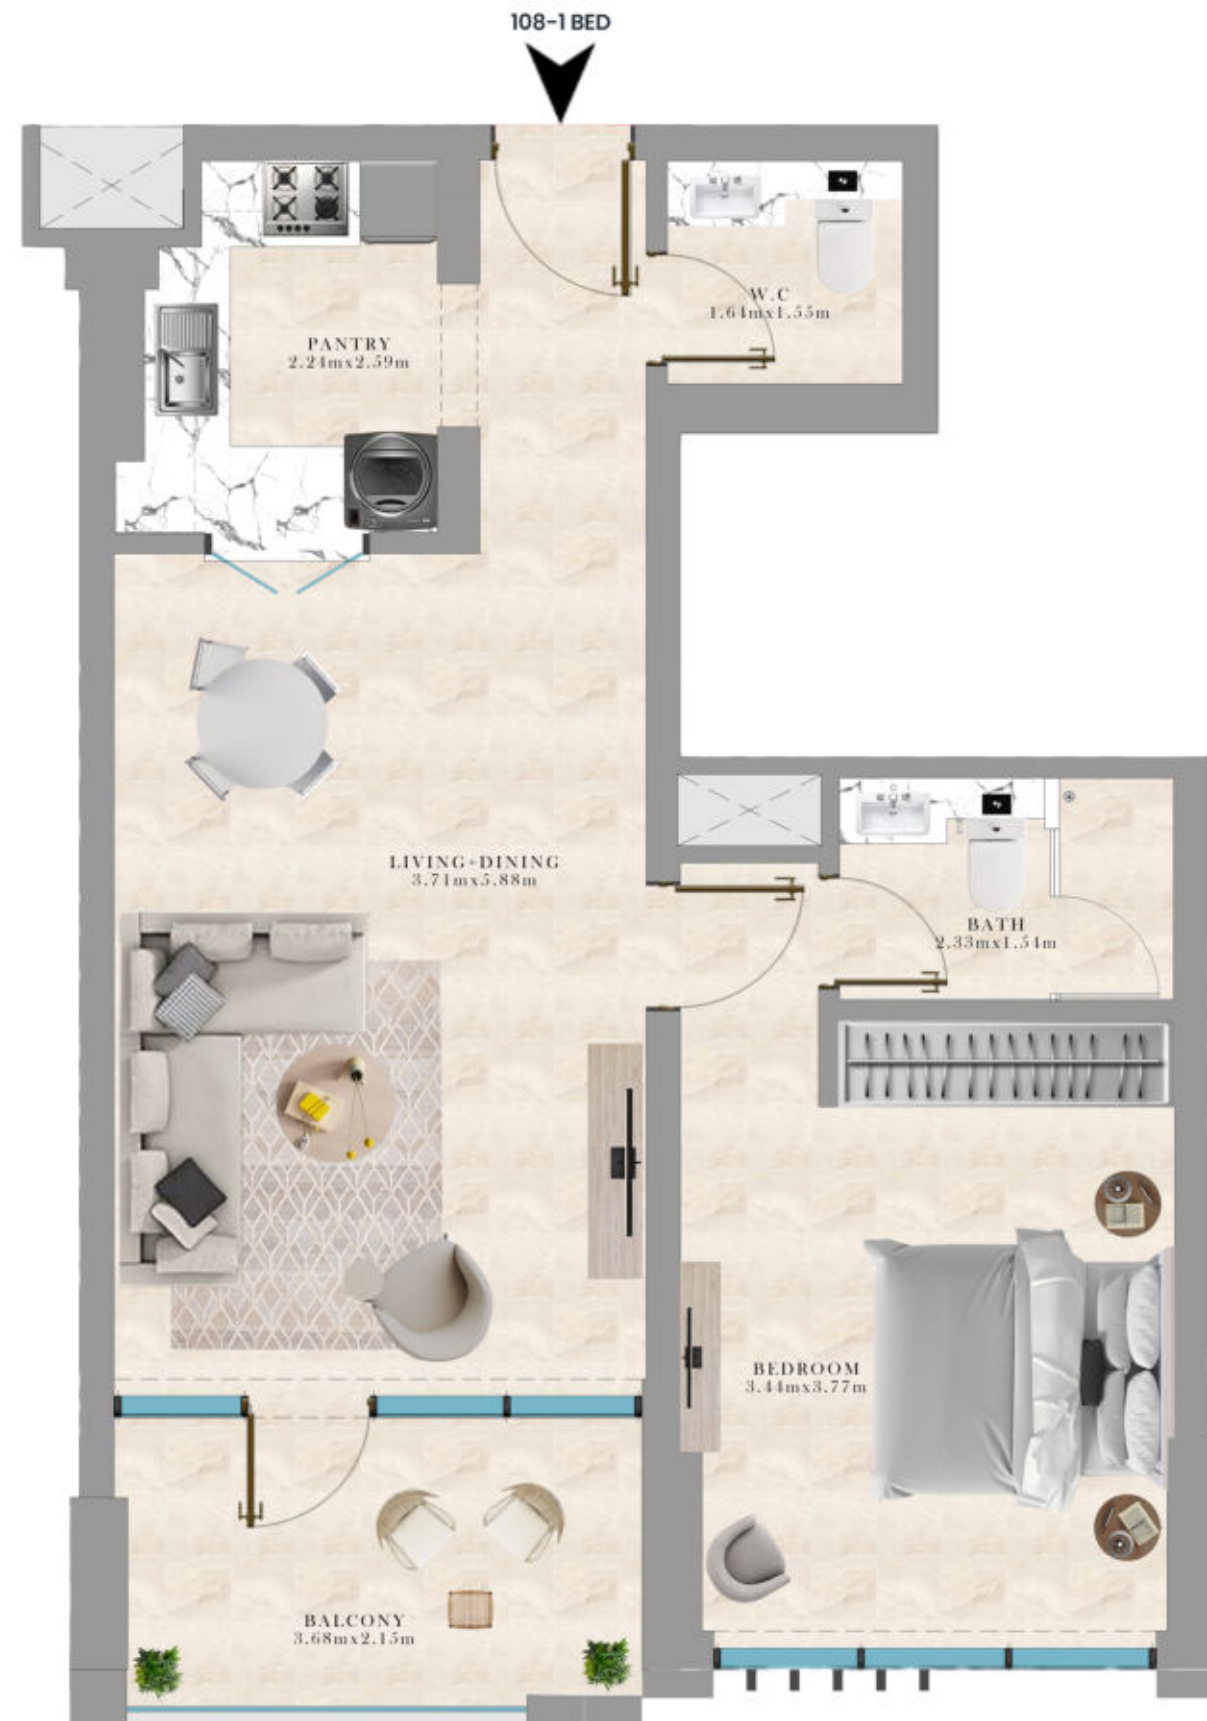 108-1 BED
W.C
1.64mx1.55m
PANTRY
2.24mx2.59m
LIVING+DINING
3.71mx5.88m
BATH
2.33mx1.54m
BEDROOM
3.44mx3.77m
BALCONY
3.68mx2.15m